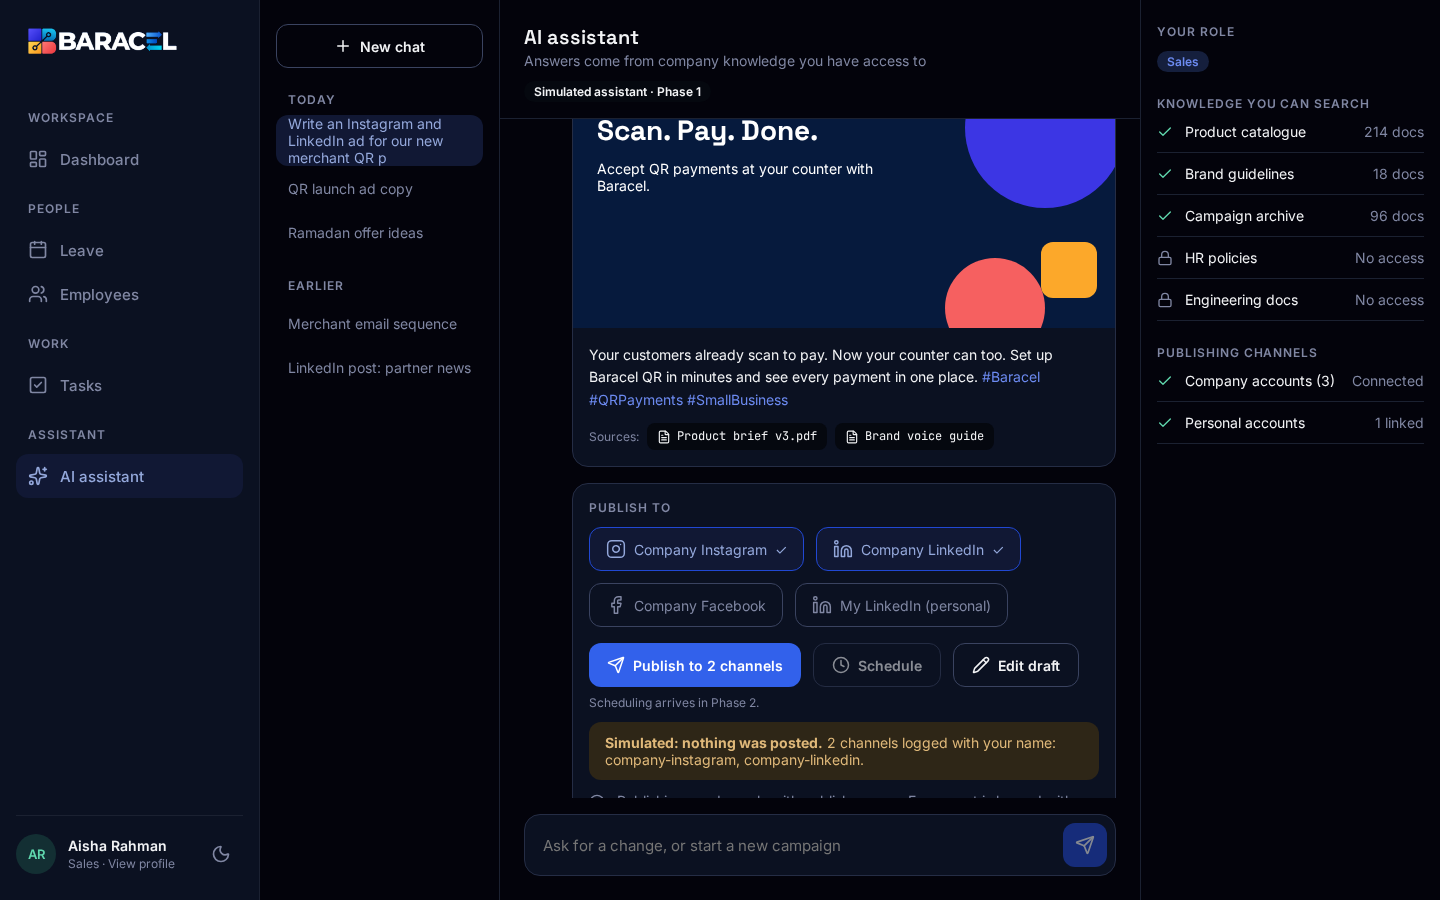 BARACEL
WORKSPACE
Dashboard
PEOPLE
Leave
Employees
WORK
Tasks
ASSISTANT
AI assistant
AR
Aisha Rahman
Sales · View profile
New chat
TODAY
Write an Instagram and
LinkedIn ad for our new
merchant QR p
QR launch ad copy
Ramadan offer ideas
EARLIER
Merchant email sequence
LinkedIn post: partner news
AI assistant
Answers come from company knowledge you have access to
Simulated assistant · Phase 1
Scan. Pay. Done.
Accept QR payments at your counter with
Baracel.
Your customers already scan to pay. Now your counter can too. Set up
Baracel QR in minutes and see every payment in one place. #Baracel
#QRPayments #SmallBusiness
Sources: Product brief v3.pdf Brand voice guide
PUBLISH TO
Company Instagram Company LinkedIn
Company Facebook My LinkedIn (personal)
Publish to 2 channels Schedule Edit draft
Scheduling arrives in Phase 2.
Simulated: nothing was posted. 2 channels logged with your name:
company-instagram, company-linkedin.
Ask for a change, or start a new campaign
YOUR ROLE
Sales
KNOWLEDGE YOU CAN SEARCH
Product catalogue 214 docs
Brand guidelines 18 docs
Campaign archive 96 docs
HR policies No access
Engineering docs No access
PUBLISHING CHANNELS
Company accounts (3) Connected
Personal accounts 1 linked